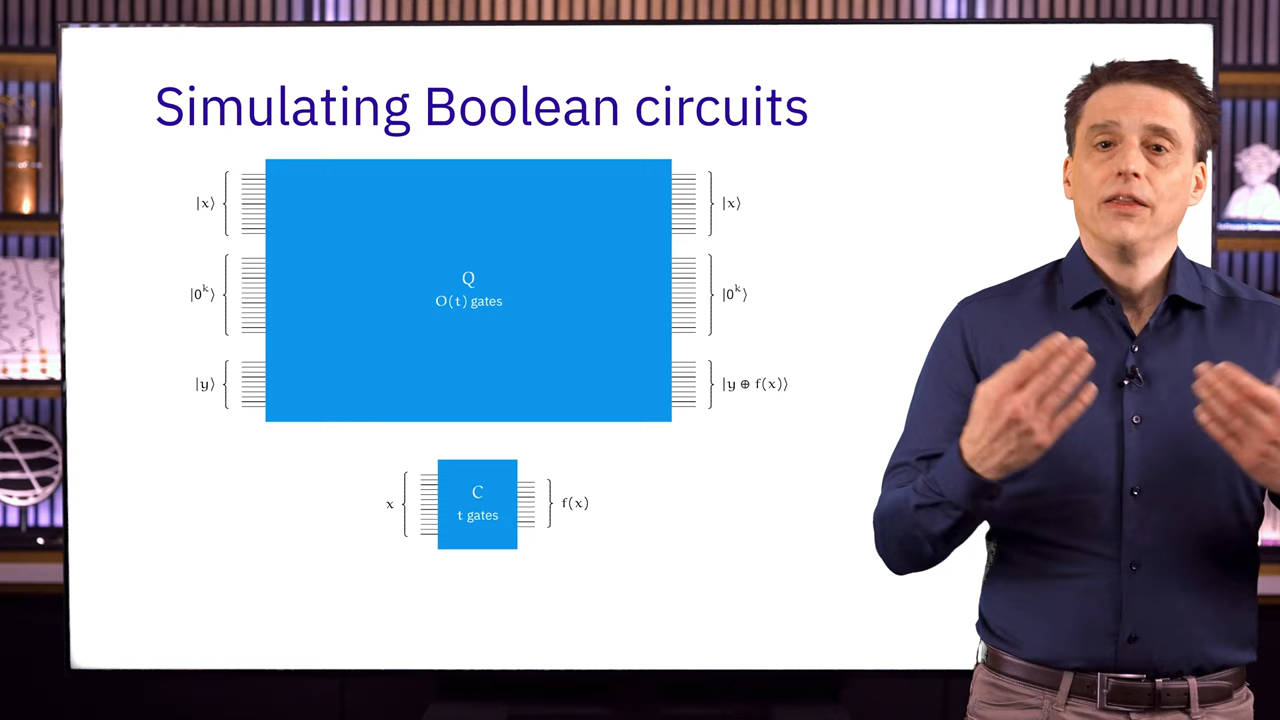 Simulating Boolean circuits
|x⟩
|x⟩
Q
O(t) gates
|0ᵏ⟩
|0ᵏ⟩
|y⟩
|y ⊕ f(x)⟩
x
C
t gates
f(x)